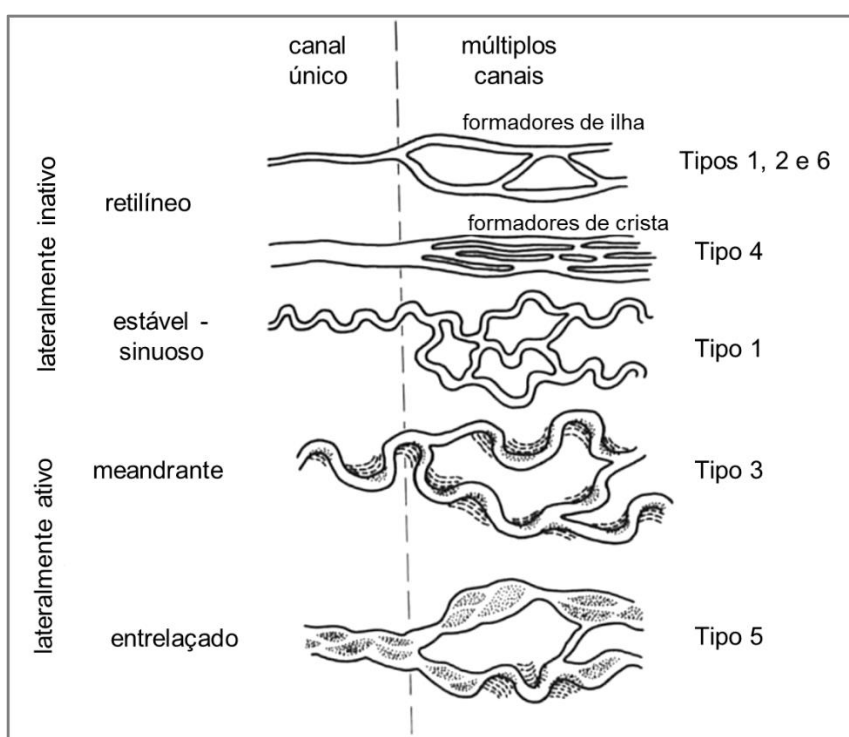 canal
único
múltiplos
canais
formadores de ilha
Tipos 1, 2 e 6
retilíneo
formadores de crista
Tipo 4
lateralmente inativo
estável -
sinuoso
Tipo 1
meandrante
Tipo 3
lateralmente ativo
entrelaçado
Tipo 5